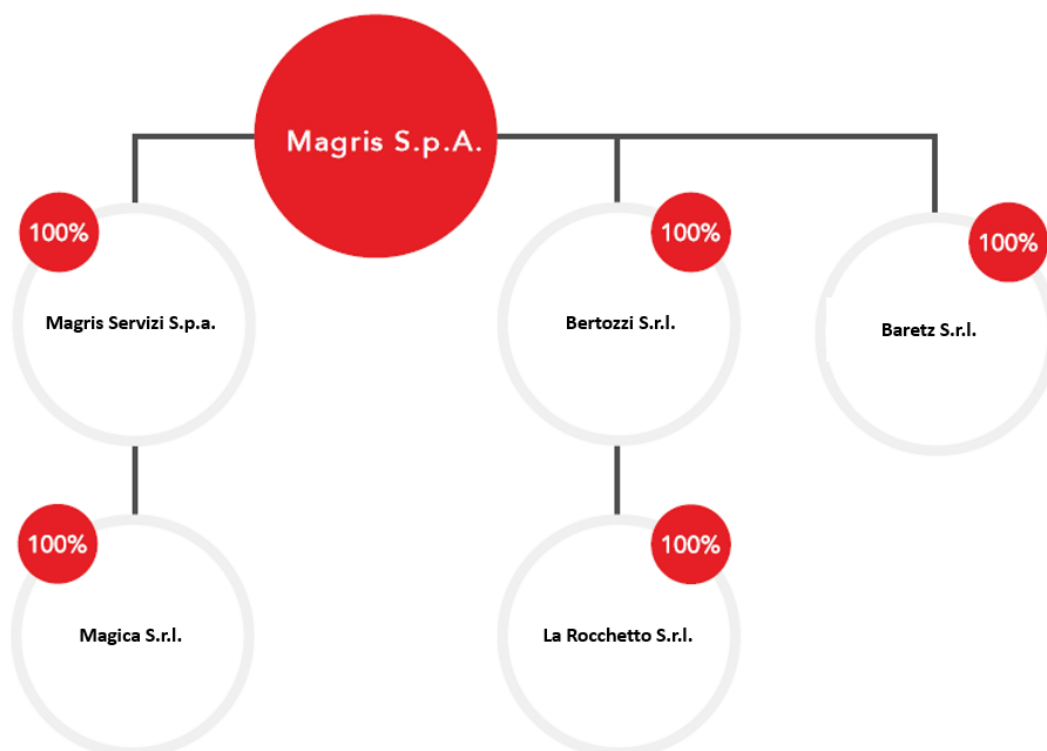 Magris S.p.A.
100%
100%
100%
Magris Servizi S.p.a.
Bertozzi S.r.l.
Baretz S.r.l.
100%
100%
Magica S.r.l.
La Rocchetto S.r.l.